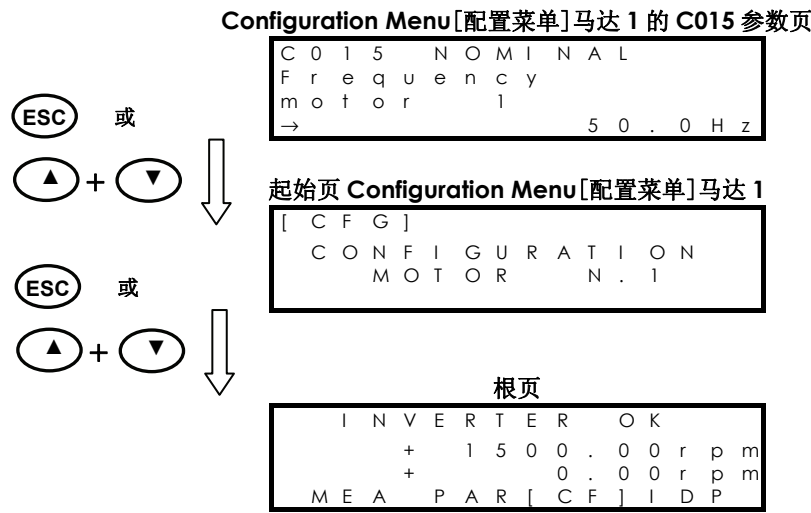 Configuration Menu[配置菜单]马达 1 的 C015 参数页
C015 NOMINAL
Frequency
motor 1
→ 50.0Hz
ESC 或
▲ + ▼
起始页 Configuration Menu[配置菜单]马达 1
[CFG]
CONFIGURATION
MOTOR N.1
ESC 或
▲ + ▼
根页
INVERTER OK
+ 1500.00rpm
+ 0.00rpm
MEA PAR[CF]IDP